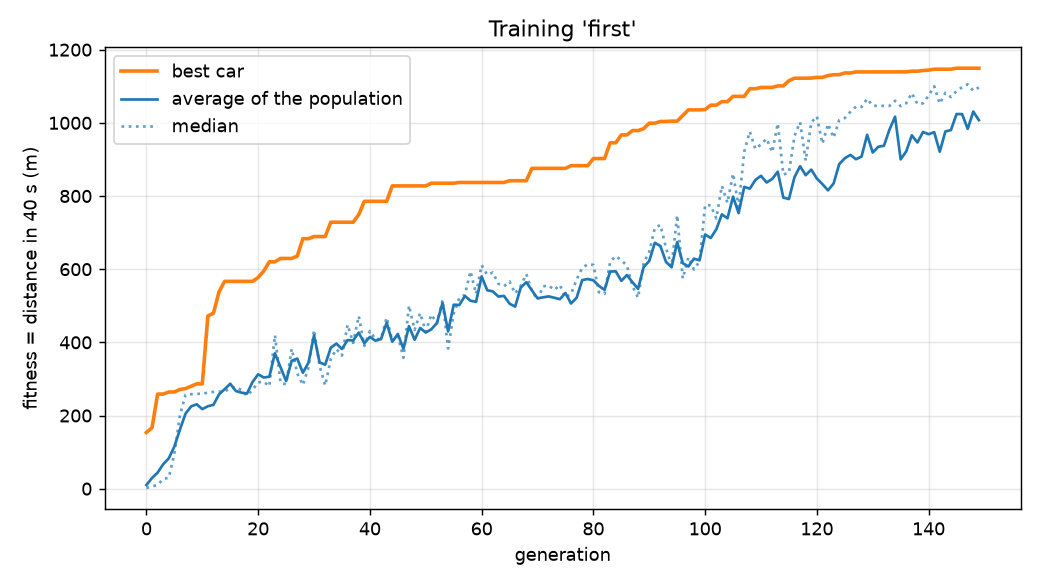 Training 'first'
best car
average of the population
median
fitness = distance in 40 s (m)
1200
1000
800
600
400
200
0
0 20 40 60 80 100 120 140
generation